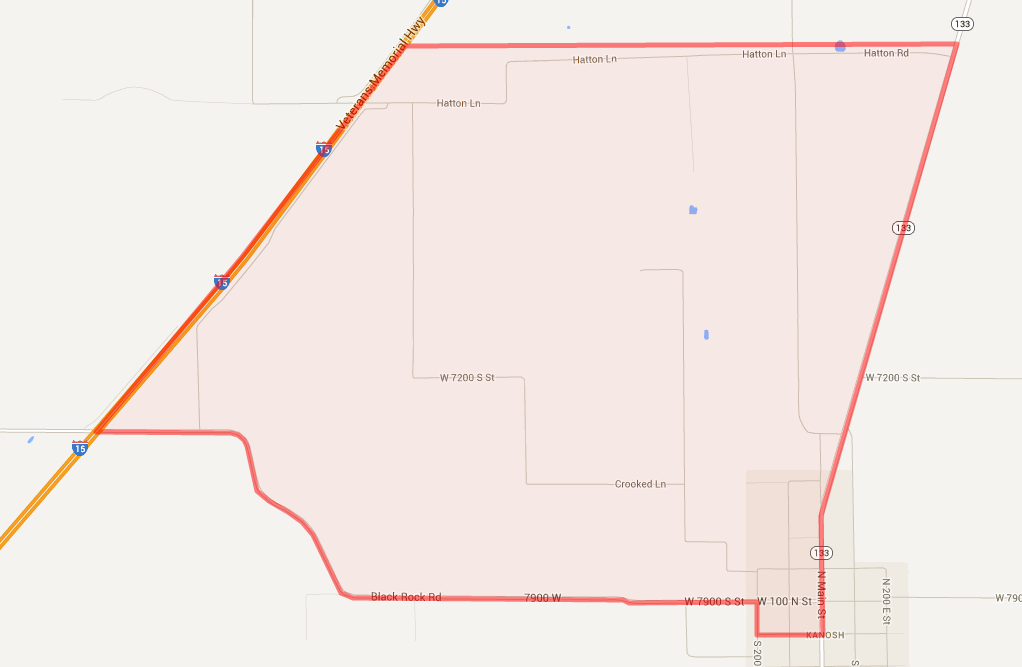 15
133
Veterans Memorial Hwy
Hatton Ln
Hatton Ln
Hatton Rd
Hatton Ln
15
133
15
W 7200 S St
W 7200 S St
15
Crooked Ln
133
Black Rock Rd
7900 W
W 7900 S St
W 100 N St
N Main St
N 200 E St
W 790
KANOSH
S 200
S